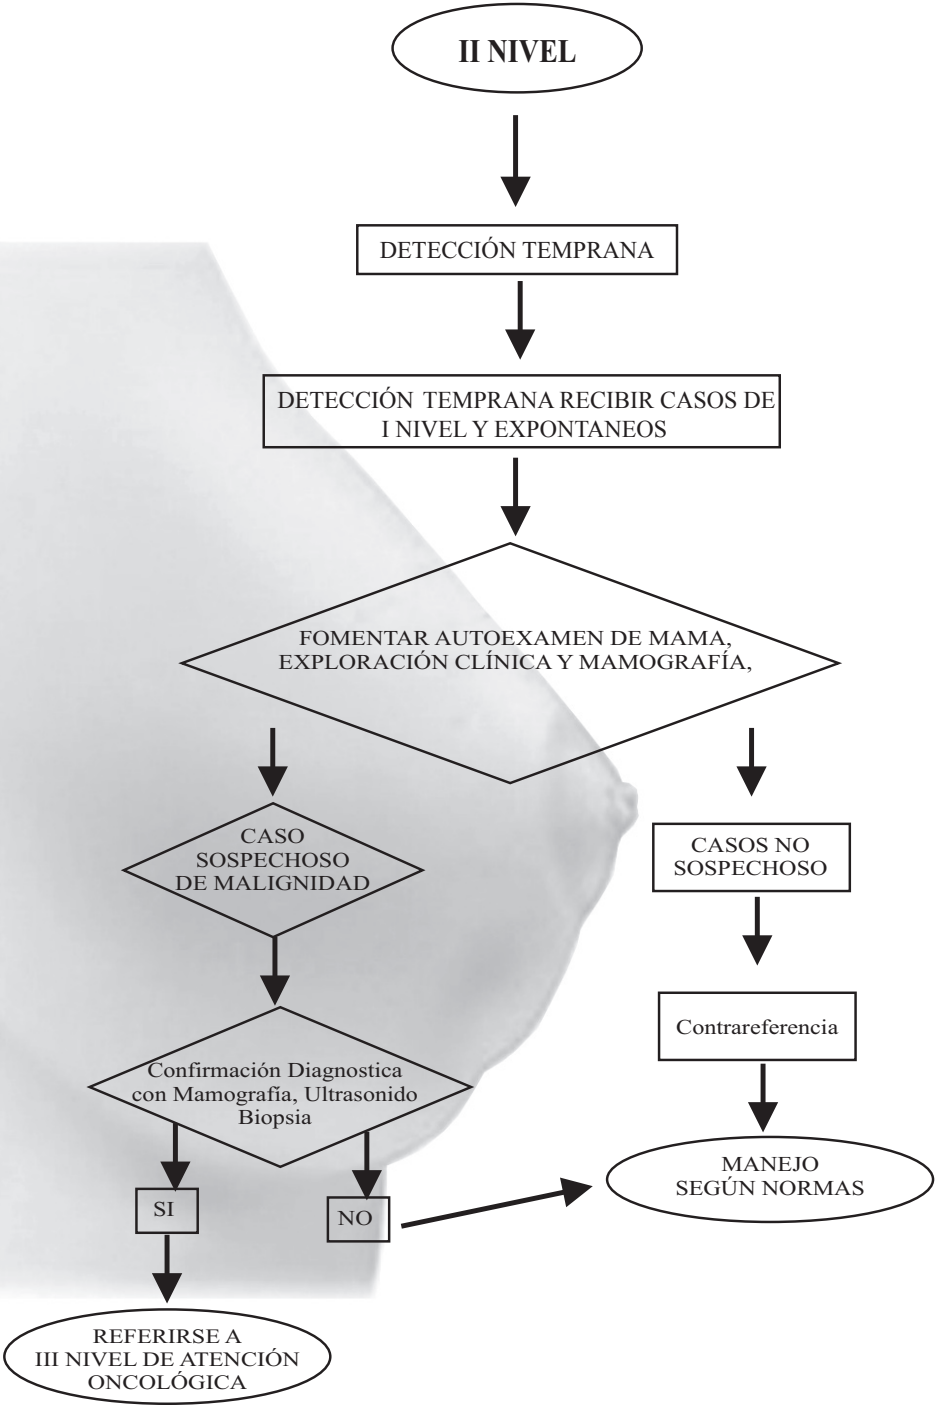 II NIVEL
DETECCIÓN TEMPRANA
DETECCIÓN TEMPRANA RECIBIR CASOS DE
I NIVEL Y EXPONTANEOS
FOMENTAR AUTOEXAMEN DE MAMA,
EXPLORACIÓN CLÍNICA Y MAMOGRAFÍA,
CASO
SOSPECHOSO
DE MALIGNIDAD
CASOS NO
SOSPECHOSO
Contrareferencia
Confirmación Diagnostica
con Mamografía, Ultrasonido
Biopsia
MANEJO
SEGÚN NORMAS
SI
NO
REFERIRSE A
III NIVEL DE ATENCIÓN
ONCOLÓGICA